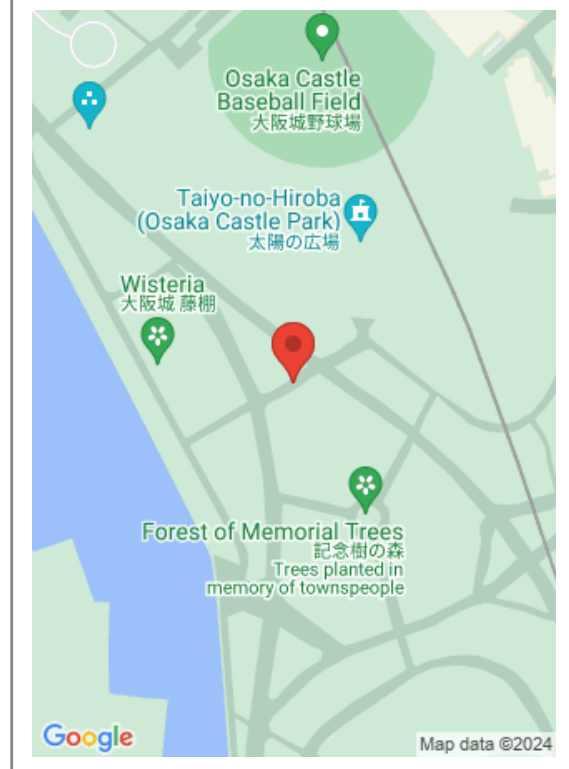 Osaka Castle
Baseball Field
大阪城野球場
Taiyo-no-Hiroba
(Osaka Castle Park)
太陽の広場
Wisteria
大阪城 藤棚
Forest of Memorial Trees
記念樹の森
Trees planted in
memory of townspeople
Google
Map data ©2024